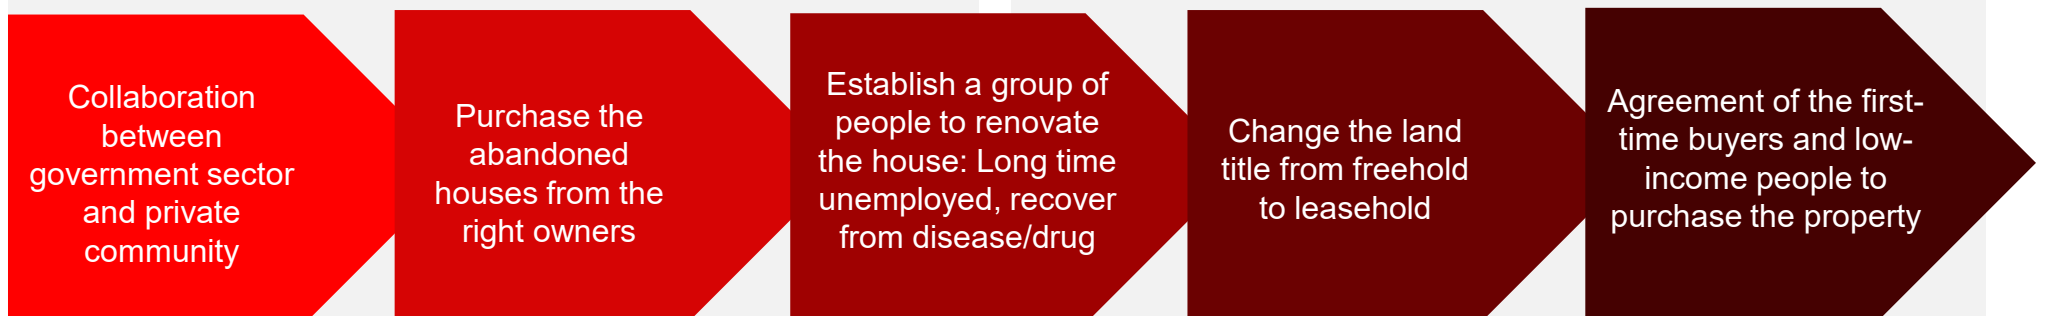 Collaboration
between
government sector
and private
community
Purchase the
abandoned
houses from the
right owners
Establish a group of
people to renovate
the house: Long time
unemployed, recover
from disease/drug
Change the land
title from freehold
to leasehold
Agreement of the first-
time buyers and low-
income people to
purchase the property